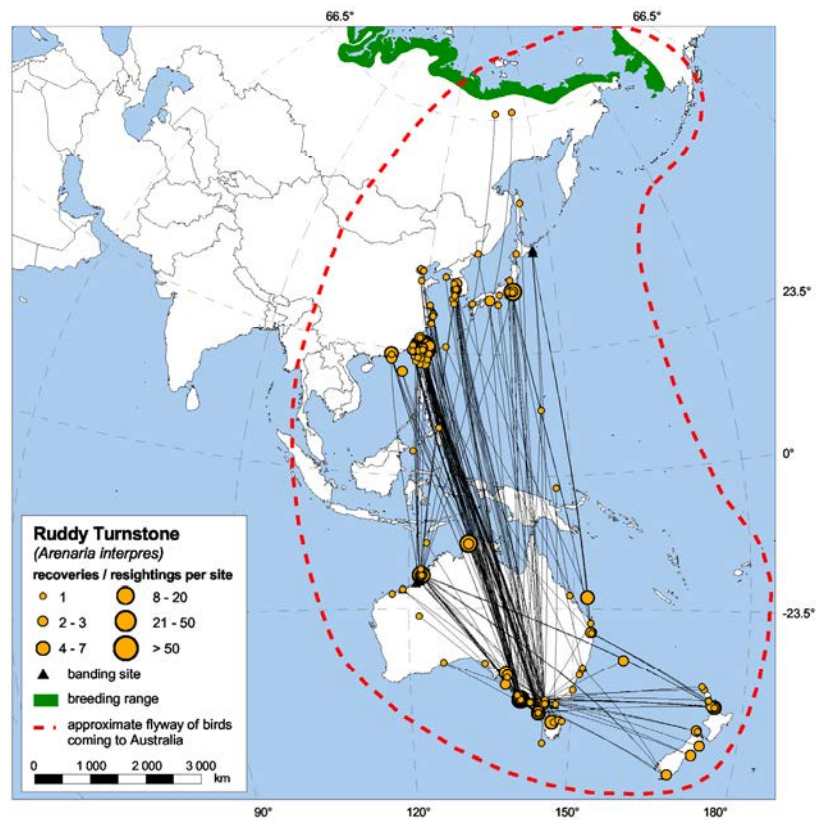 66.5° 66.5°
23.5°
0°
-23.5°
Ruddy Turnstone
(Arenaria interpres)
recoveries / resightings per site
1 8 - 20
2 - 3 21 - 50
4 - 7 > 50
banding site
breeding range
approximate flyway of birds
coming to Australia
0 1 000 2 000 3 000
km
90° 120° 150° 180°